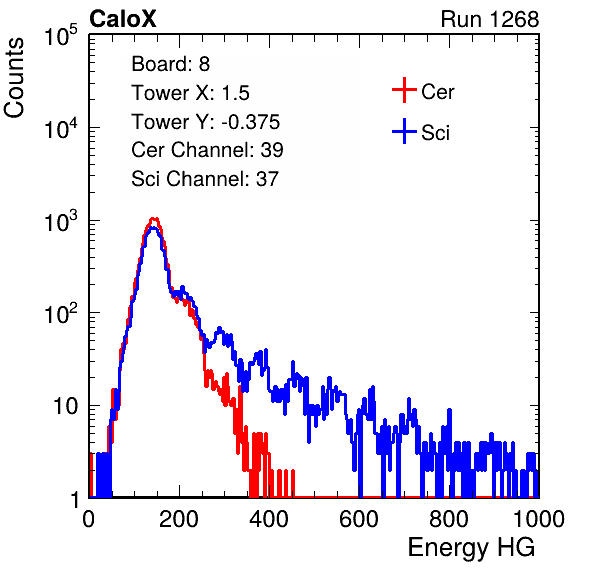 CaloX Run 1268
Counts
Board: 8
Tower X: 1.5
Tower Y: -0.375
Cer Channel: 39
Sci Channel: 37
Cer
Sci
10^5
10^4
10^3
10^2
10
1
0 200 400 600 800 1000
Energy HG